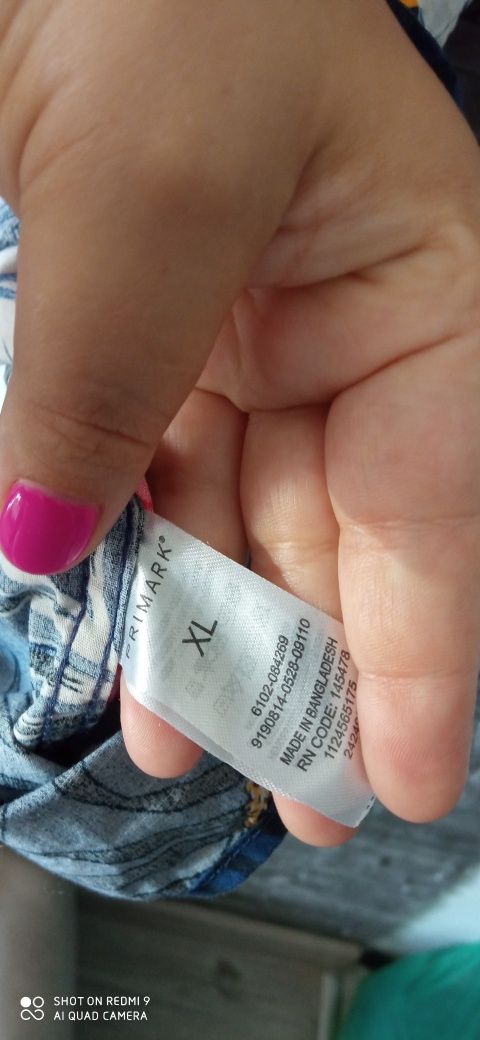 PRIMARK®
XL
6102-084269
9190814-0528-09110
MADE IN BANGLADESH
RN CODE: 145478
1124565175
SHOT ON REDMI 9
AI QUAD CAMERA